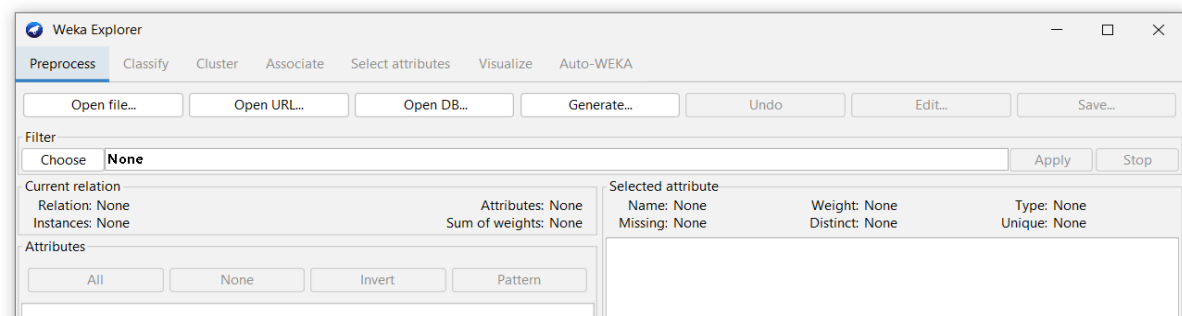 Weka Explorer
Preprocess Classify Cluster Associate Select attributes Visualize Auto-WEKA
Open file... Open URL... Open DB... Generate... Undo Edit... Save...
Filter
Choose None Apply Stop
Current relation
Relation: None Attributes: None
Instances: None Sum of weights: None
Attributes
All None Invert Pattern
Selected attribute
Name: None Weight: None Type: None
Missing: None Distinct: None Unique: None